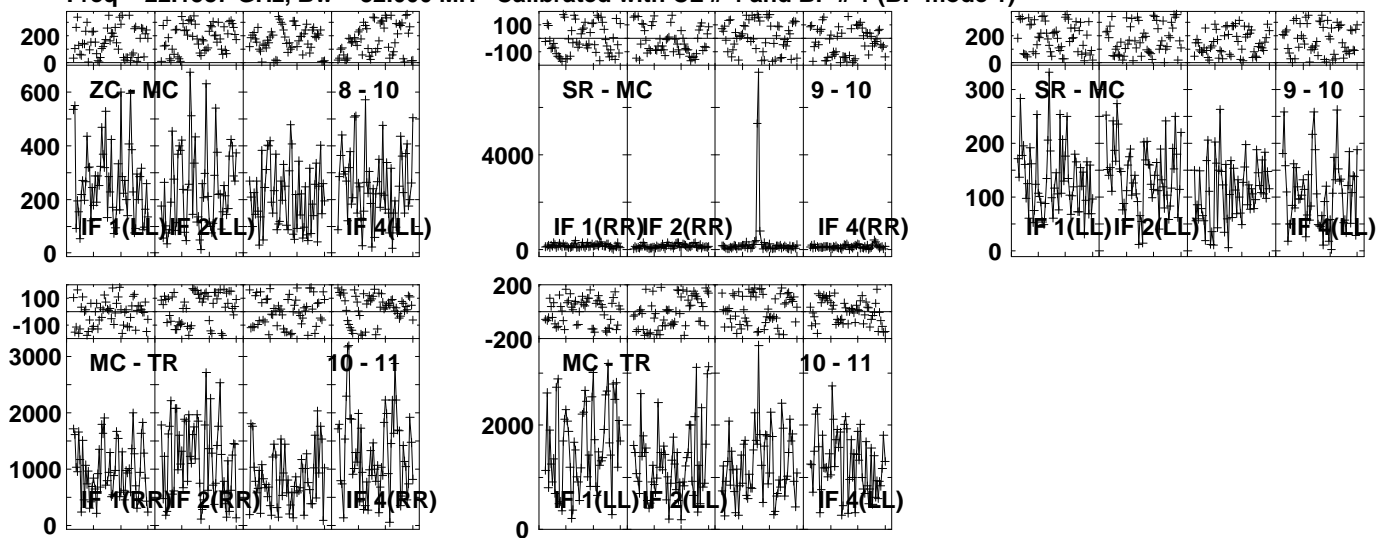 200
0
ZC - MC
8 - 10
600
400
200
0
IF 1(LL)
IF 2(LL)
IF 4(LL)
100
-100
SR - MC
9 - 10
4000
0
IF 1(RR)
IF 2(RR)
IF 4(RR)
200
0
SR - MC
9 - 10
300
200
100
0
IF 1(LL)
IF 2(LL)
IF 4(LL)
100
-100
MC - TR
10 - 11
3000
2000
1000
0
IF 1(RR)
IF 2(RR)
IF 4(RR)
200
-200
MC - TR
10 - 11
2000
0
IF 1(LL)
IF 2(LL)
IF 4(LL)